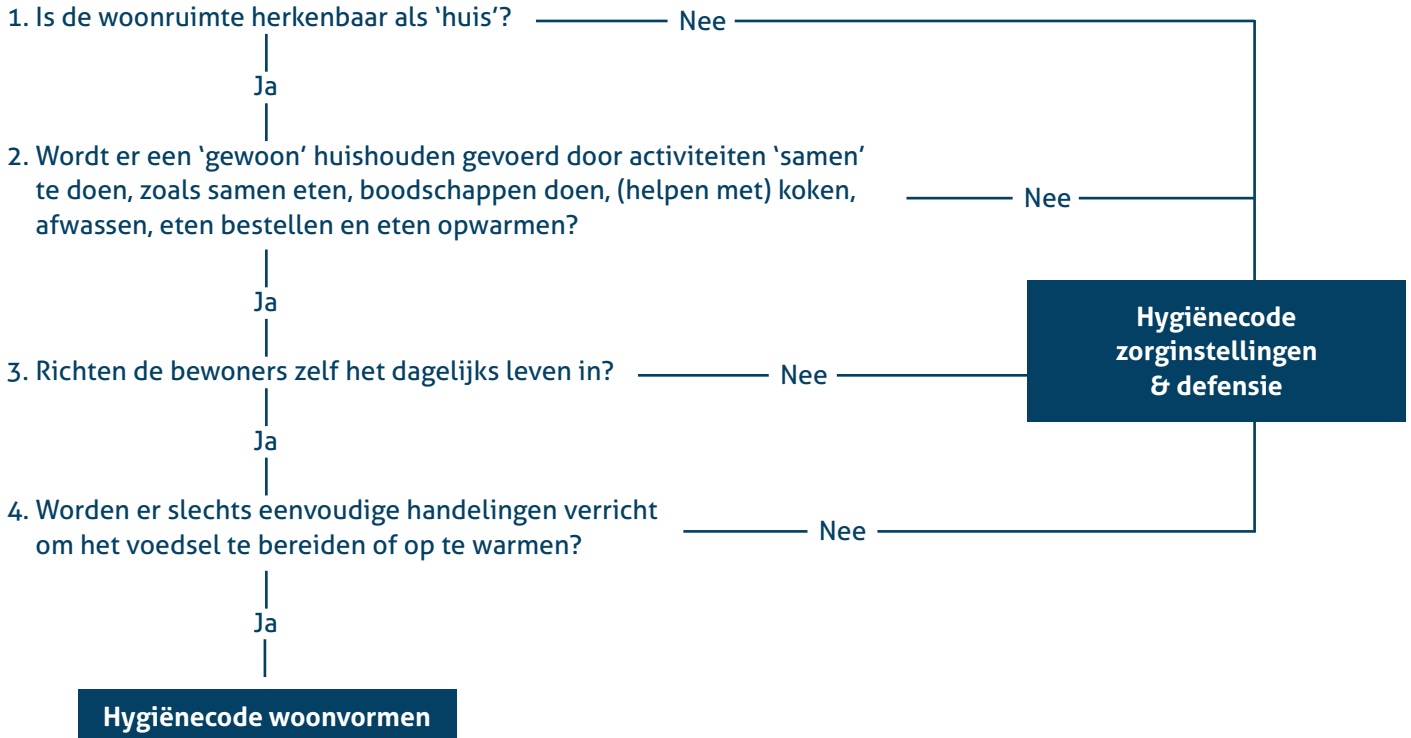 1. Is de woonruimte herkenbaar als ‘huis’?
Nee
Ja
2. Wordt er een ‘gewoon’ huishouden gevoerd door activiteiten ‘samen’
te doen, zoals samen eten, boodschappen doen, (helpen met) koken,
afwassen, eten bestellen en eten opwarmen?
Nee
Ja
Hygiënecode
zorginstellingen
& defensie
3. Richten de bewoners zelf het dagelijks leven in?
Nee
Ja
4. Worden er slechts eenvoudige handelingen verricht
om het voedsel te bereiden of op te warmen?
Nee
Ja
Hygiënecode woonvormen